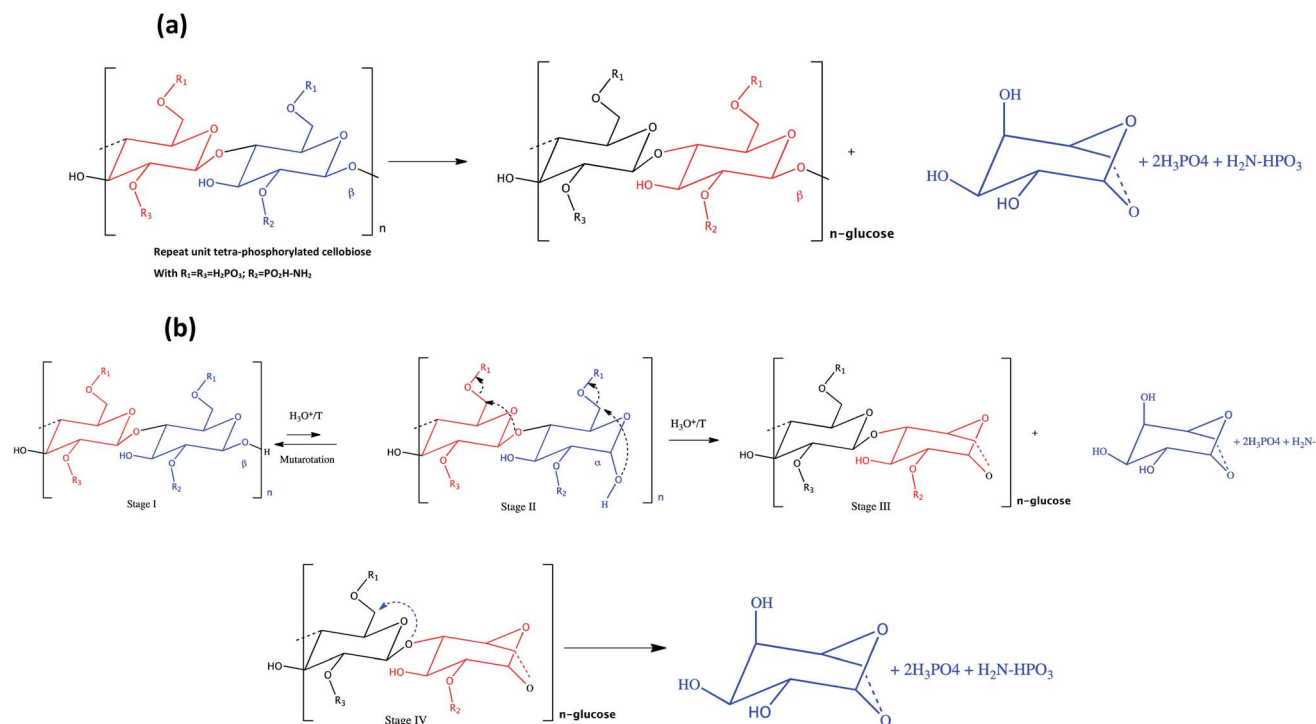 (a)
R₁
R₁
R₁
R₁
O
O
O
O
OH
O
O
O
O
O
O
O
O
+
+ 2H₃PO4 + H₂N-HPO₃
HO
HO
HO
HO
HO
HO
O
O
β
O
O
β
O
R₃
R₂
n
R₃
R₂
n-glucose
Repeat unit tetra-phosphorylated cellobiose
With R₁=R₃=H₂PO₃; R₂=PO₂H-NH₂
(b)
R₁
R₁
R₁
R₁
R₁
O
O
O
O
O
OH
H₃O⁺/T
H₃O⁺/T
+
+ 2H₃PO4 + H₂N-
O
O
O
O
O
O
O
O
O
O
O
HO
HO
HO
HO
HO
HO
HO
HO
O
H
Mutarotation
β
α
O
O
O
O
O
O
O
O
O
H
R₃
R₂
n
R₃
R₂
n
R₃
R₂
n-glucose
Stage I
Stage II
Stage III
R₁
O
O
O
O
OH
O
+ 2H₃PO4 + H₂N-HPO₃
HO
HO
HO
HO
O
O
O
O
R₃
R₂
n-glucose
Stage IV